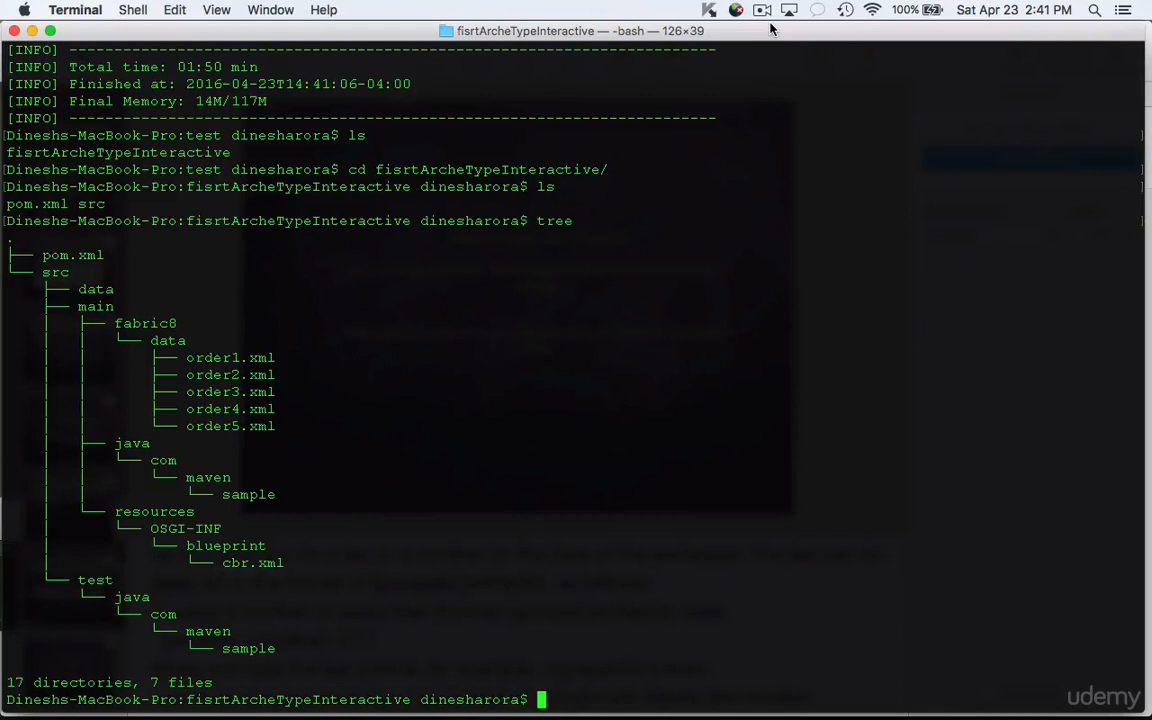 Terminal Shell Edit View Window Help 100% Sat Apr 23 2:41 PM
fisrtArcheTypeInteractive — -bash — 126×39
[INFO] ------------------------------------------------------------------------
[INFO] Total time: 01:50 min
[INFO] Finished at: 2016-04-23T14:41:06-04:00
[INFO] Final Memory: 14M/117M
[INFO] ------------------------------------------------------------------------
[Dineshs-MacBook-Pro:test dinesharora$ ls ]
fisrtArcheTypeInteractive
[Dineshs-MacBook-Pro:test dinesharora$ cd fisrtArcheTypeInteractive/ ]
[Dineshs-MacBook-Pro:fisrtArcheTypeInteractive dinesharora$ ls ]
pom.xml src
[Dineshs-MacBook-Pro:fisrtArcheTypeInteractive dinesharora$ tree ]
.
├── pom.xml
└── src
    ├── data
    ├── main
    │   ├── fabric8
    │   │   └── data
    │   │       ├── order1.xml
    │   │       ├── order2.xml
    │   │       ├── order3.xml
    │   │       ├── order4.xml
    │   │       └── order5.xml
    │   ├── java
    │   │   └── com
    │   │       └── maven
    │   │           └── sample
    │   └── resources
    │       └── OSGI-INF
    │           └── blueprint
    │               └── cbr.xml
    └── test
        └── java
            └── com
                └── maven
                    └── sample
17 directories, 7 files
Dineshs-MacBook-Pro:fisrtArcheTypeInteractive dinesharora$
udemy